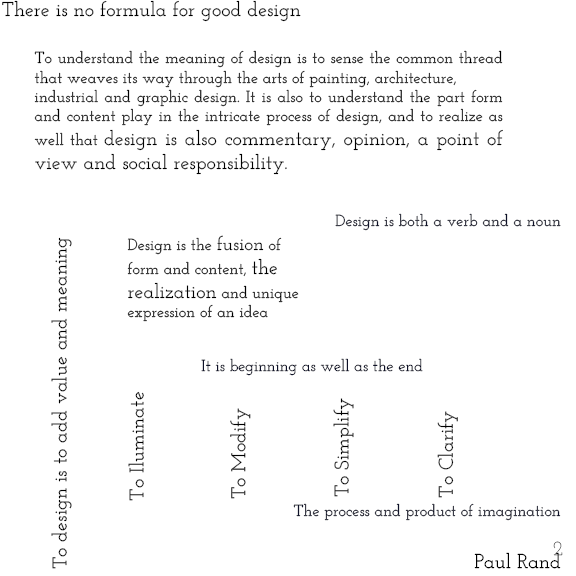 There is no formula for good design
To understand the meaning of design is to sense the common thread
that weaves its way through the arts of painting, architecture,
industrial and graphic design. It is also to understand the part form
and content play in the intricate process of design, and to realize as
well that design is also commentary, opinion, a point of
view and social responsibility.
Design is both a verb and a noun
To design is to add value and meaning
Design is the fusion of
form and content, the
realization and unique
expression of an idea
It is beginning as well as the end
To Iluminate
To Modify
To Simplify
To Clarify
The process and product of imagination
2
Paul Rand